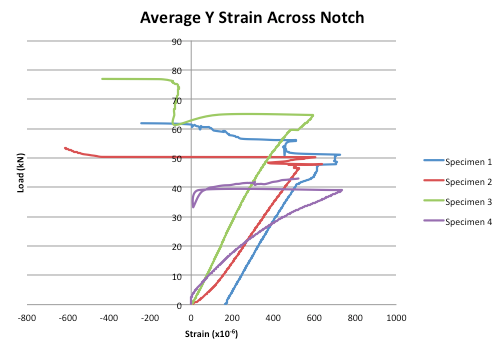 Average Y Strain Across Notch
Load (kN)
90
80
70
60
50
40
30
20
10
0
-800 -600 -400 -200 0 200 400 600 800 1000
Strain (x10-6)
Specimen 1
Specimen 2
Specimen 3
Specimen 4